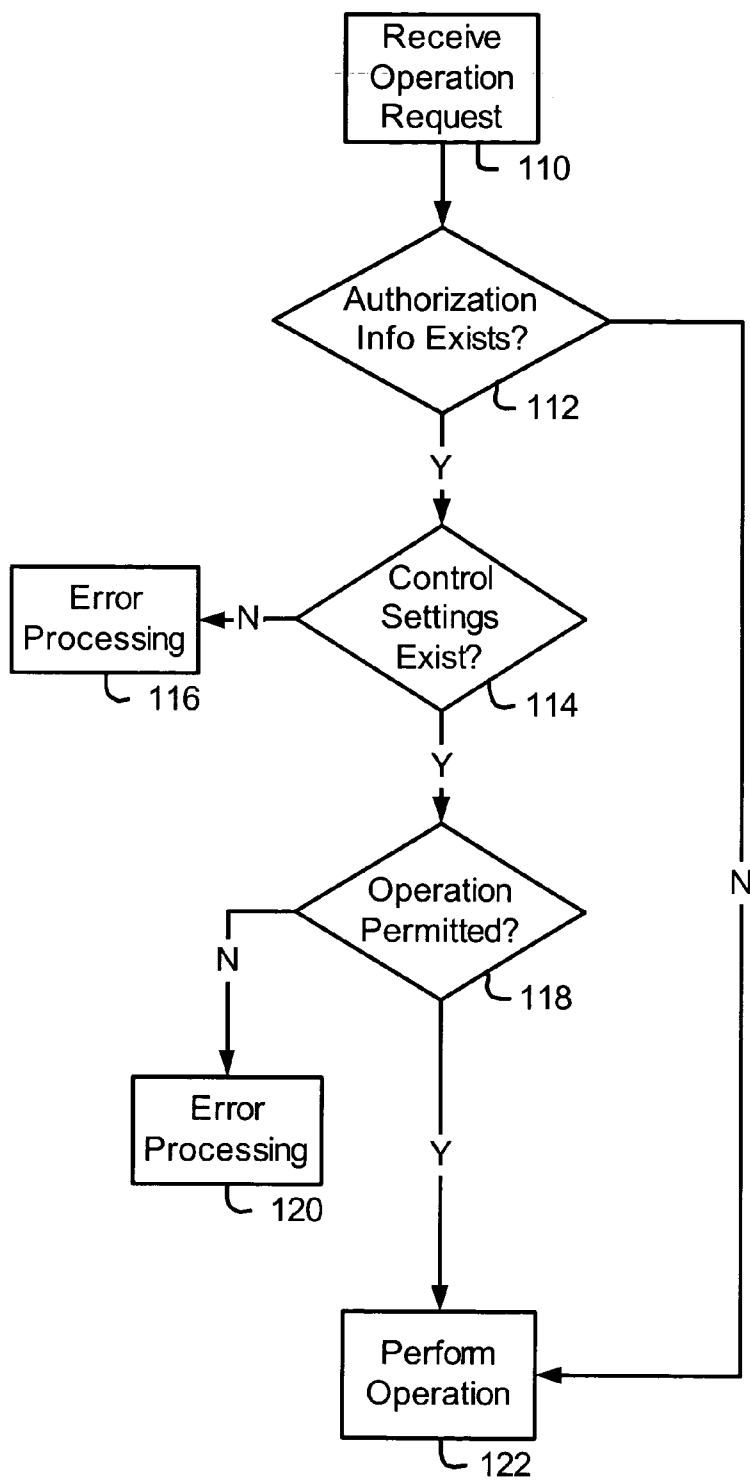 Receive
Operation
Request
110
Authorization
Info Exists?
112
Y
N
Control
Settings
Exist?
114
N
Error
Processing
116
Y
Operation
Permitted?
118
N
Error
Processing
120
Y
Perform
Operation
122